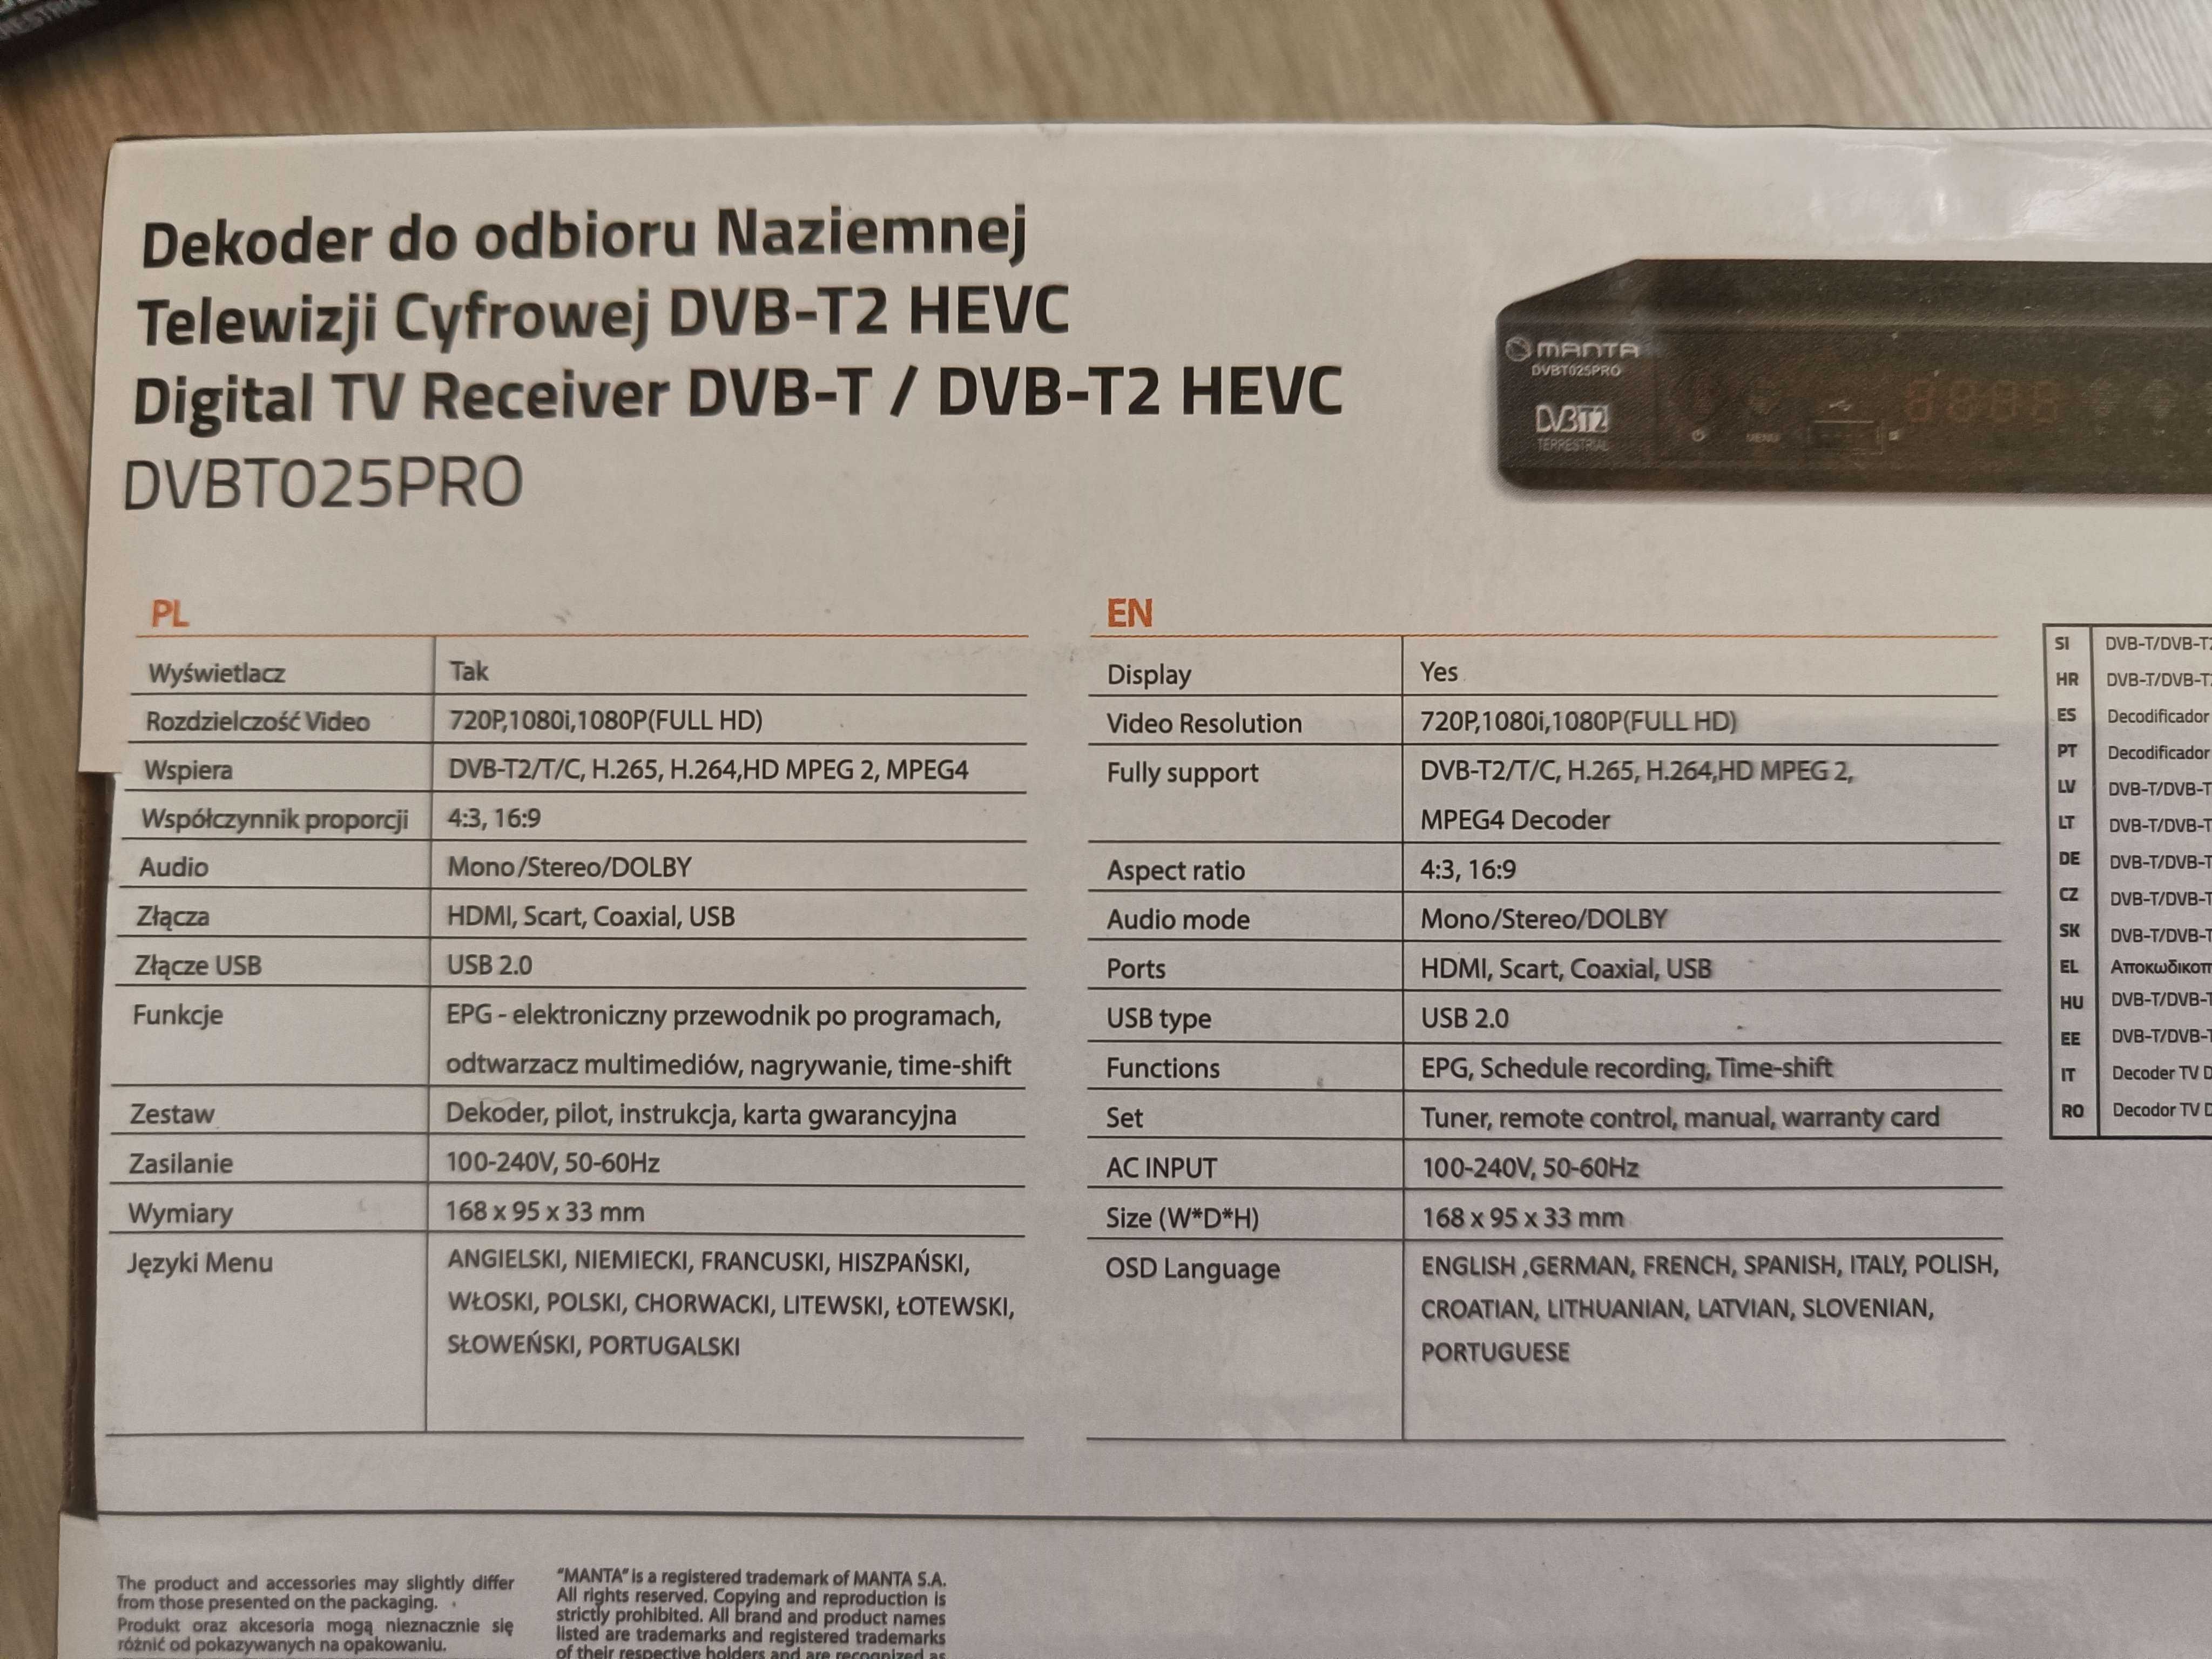 Dekoder do odbioru Naziemnej
Telewizji Cyfrowej DVB-T2 HEVC
Digital TV Receiver DVB-T / DVB-T2 HEVC
DVBT025PRO
MANTA
DVBT025PRO
DVBT2
TERRESTRIAL
MENU
PL
Wyświetlacz Tak
Rozdzielczość Video 720P,1080i,1080P(FULL HD)
Wspiera DVB-T2/T/C, H.265, H.264,HD MPEG 2, MPEG4
Współczynnik proporcji 4:3, 16:9
Audio Mono/Stereo/DOLBY
Złącza HDMI, Scart, Coaxial, USB
Złącze USB USB 2.0
Funkcje EPG - elektroniczny przewodnik po programach,
odtwarzacz multimediów, nagrywanie, time-shift
Zestaw Dekoder, pilot, instrukcja, karta gwarancyjna
Zasilanie 100-240V, 50-60Hz
Wymiary 168 x 95 x 33 mm
Języki Menu ANGIELSKI, NIEMIECKI, FRANCUSKI, HISZPAŃSKI,
WŁOSKI, POLSKI, CHORWACKI, LITEWSKI, ŁOTEWSKI,
SŁOWEŃSKI, PORTUGALSKI
EN
Display Yes
Video Resolution 720P,1080i,1080P(FULL HD)
Fully support DVB-T2/T/C, H.265, H.264,HD MPEG 2,
MPEG4 Decoder
Aspect ratio 4:3, 16:9
Audio mode Mono/Stereo/DOLBY
Ports HDMI, Scart, Coaxial, USB
USB type USB 2.0
Functions EPG, Schedule recording, Time-shift
Set Tuner, remote control, manual, warranty card
AC INPUT 100-240V, 50-60Hz
Size (W*D*H) 168 x 95 x 33 mm
OSD Language ENGLISH ,GERMAN, FRENCH, SPANISH, ITALY, POLISH,
CROATIAN, LITHUANIAN, LATVIAN, SLOVENIAN,
PORTUGUESE
SI DVB-T/DVB-T2
HR DVB-T/DVB-T
ES Decodificador
PT Decodificador
LV DVB-T/DVB-T
LT DVB-T/DVB-T
DE DVB-T/DVB-T
CZ DVB-T/DVB-T
SK DVB-T/DVB-T
EL Αποκωδικοπ
HU DVB-T/DVB-T
EE DVB-T/DVB-T
IT Decoder TV D
RO Decodor TV D
The product and accessories may slightly differ
from those presented on the packaging.
Produkt oraz akcesoria mogą nieznacznie się
różnić od pokazywanych na opakowaniu.
"MANTA" is a registered trademark of MANTA S.A.
All rights reserved. Copying and reproduction is
strictly prohibited. All brand and product names
listed are trademarks and registered trademarks
of their respective holders and are recognized as